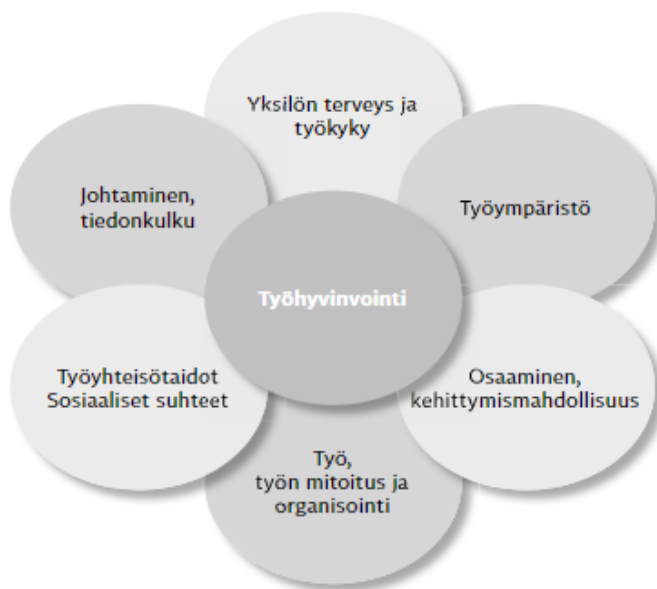 Yksilön terveys ja
työkyky
Johtaminen,
tiedonkulku
Työympäristö
Työhyvinvointi
Työyhteisötaidot
Sosiaaliset suhteet
Osaaminen,
kehittymismahdollisuus
Työ,
työn mitoitus ja
organisointi